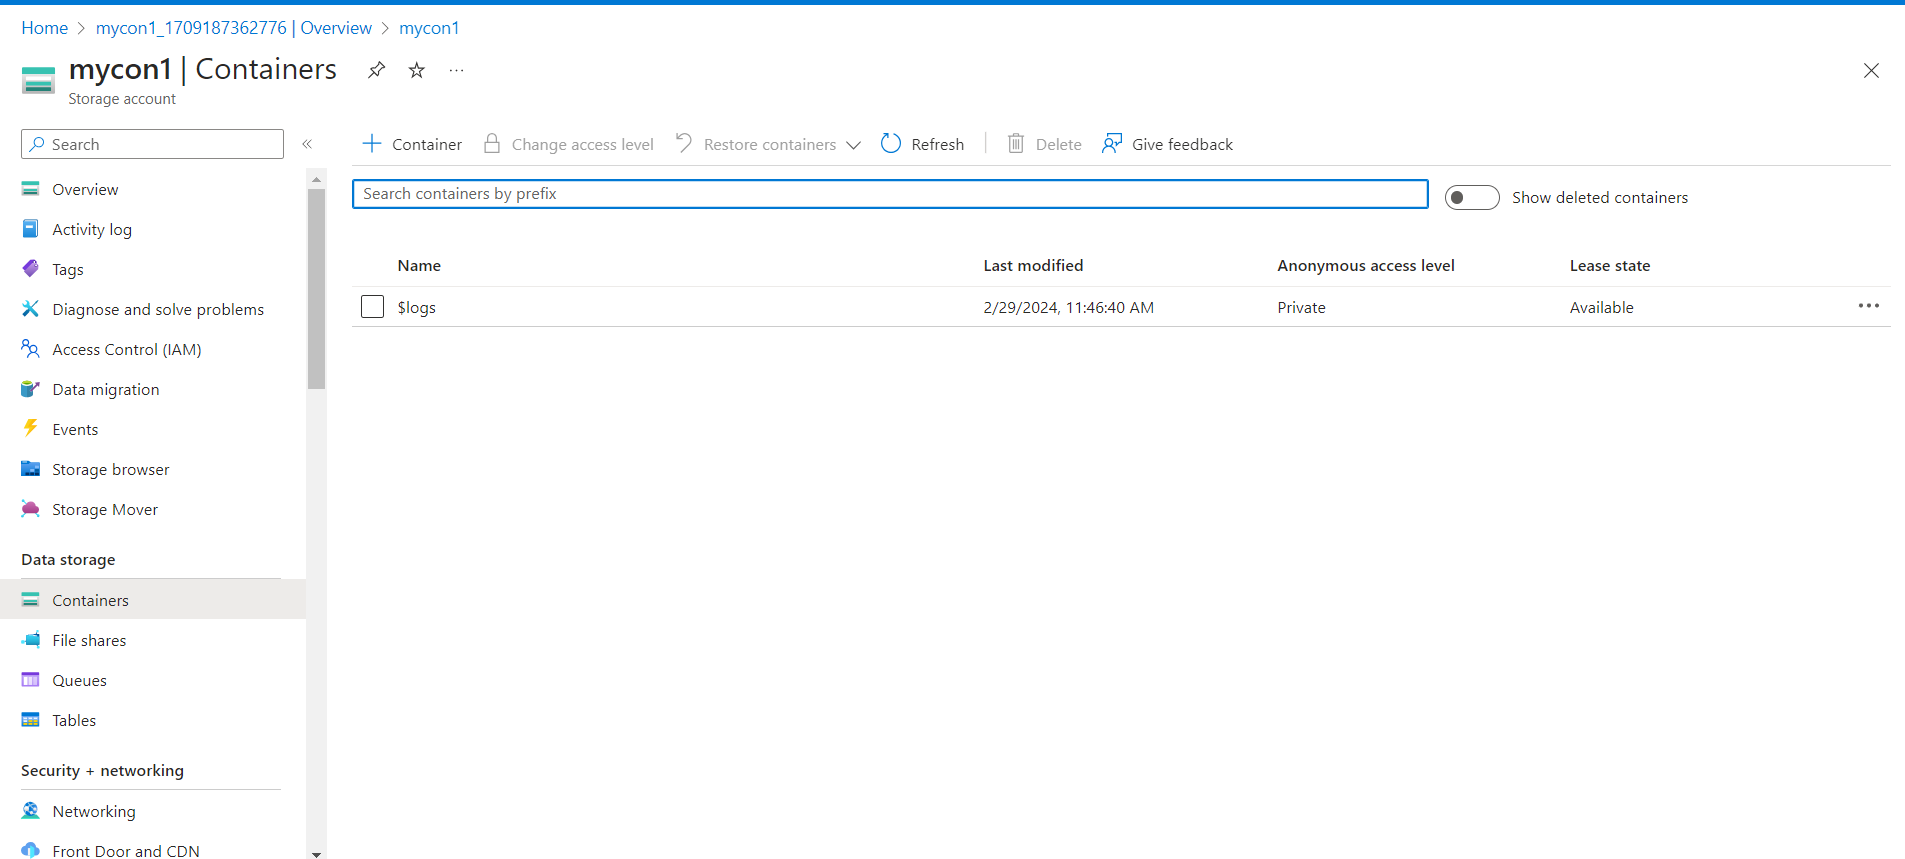 Home > mycon1_1709187362776 | Overview > mycon1
mycon1 | Containers
Storage account
Search
Container Change access level Restore containers Refresh Delete Give feedback
Search containers by prefix
Show deleted containers
Name Last modified Anonymous access level Lease state
$logs 2/29/2024, 11:46:40 AM Private Available
Overview
Activity log
Tags
Diagnose and solve problems
Access Control (IAM)
Data migration
Events
Storage browser
Storage Mover
Data storage
Containers
File shares
Queues
Tables
Security + networking
Networking
Front Door and CDN